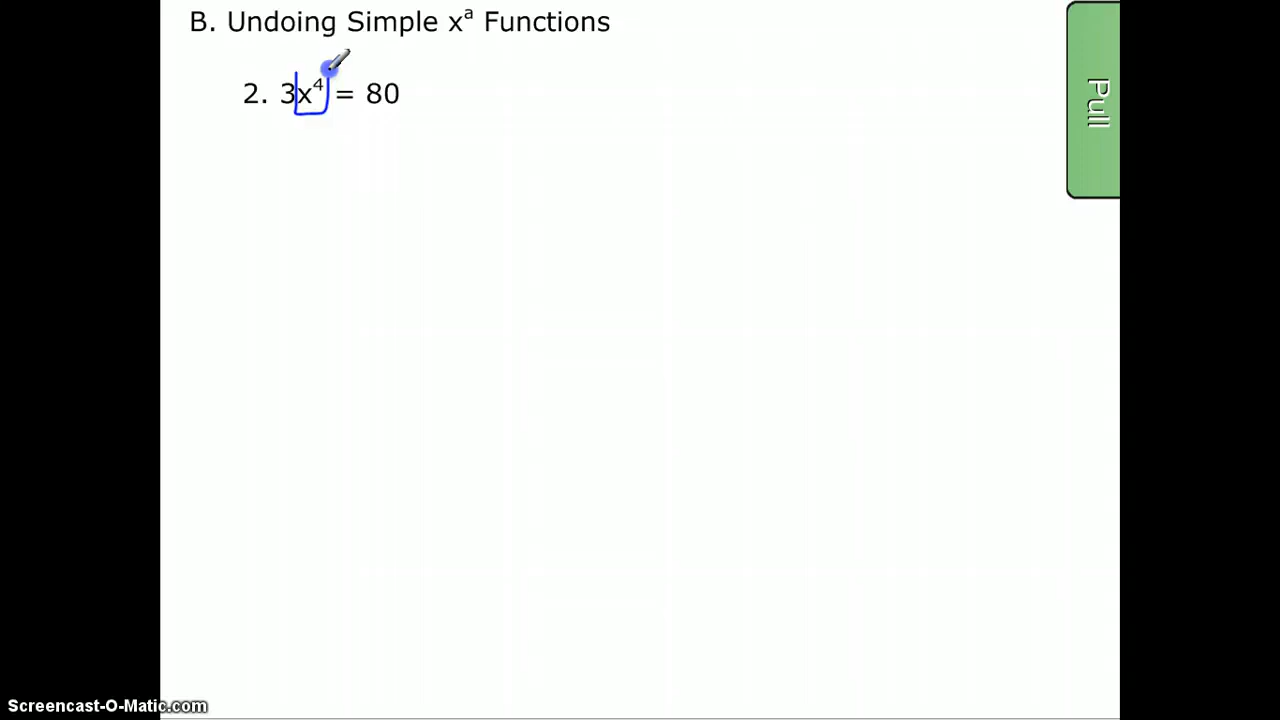 B. Undoing Simple xᵃ Functions
2. 3x⁴ = 80
Pull
Screencast-O-Matic.com